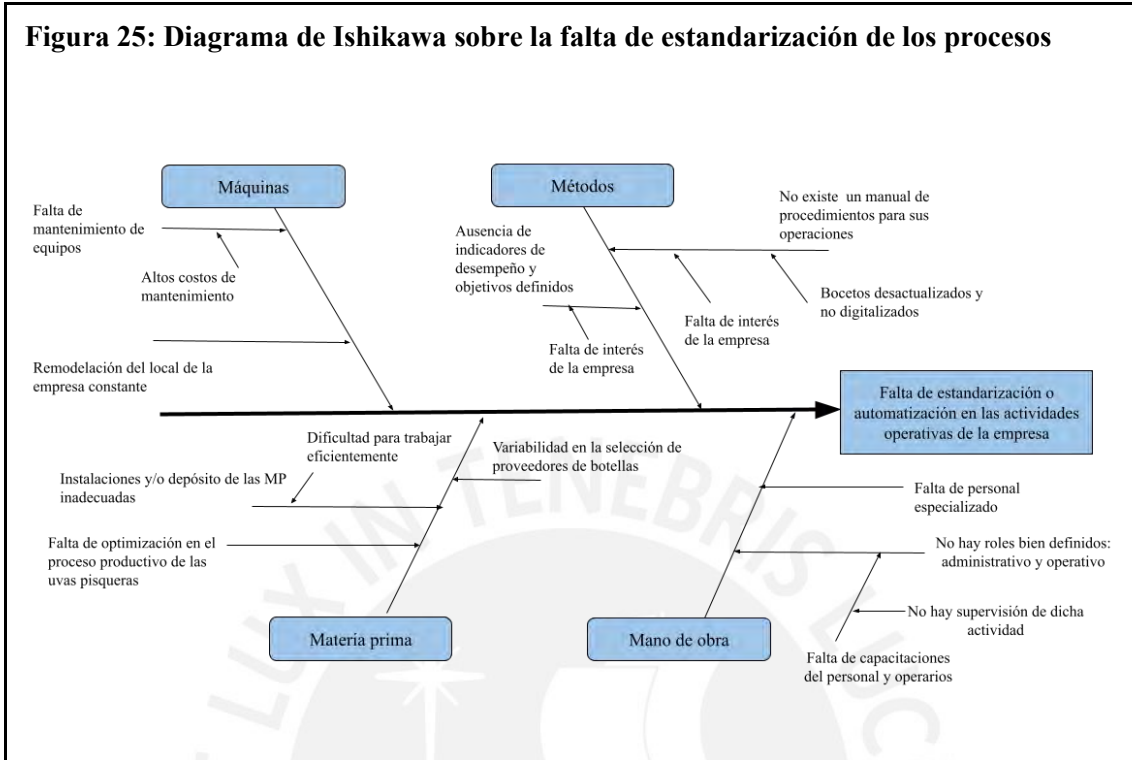 Figura 25: Diagrama de Ishikawa sobre la falta de estandarización de los procesos
Máquinas
Falta de
mantenimiento de
equipos
Altos costos de
mantenimiento
Remodelación del local de la
empresa constante
Métodos
Ausencia de
indicadores de
desempeño y
objetivos definidos
Falta de interés
de la empresa
No existe un manual de
procedimientos para sus
operaciones
Falta de interés
de la empresa
Bocetos desactualizados y
no digitalizados
Falta de estandarización o
automatización en las actividades
operativas de la empresa
Dificultad para trabajar
eficientemente
Instalaciones y/o depósito de las MP
inadecuadas
Variabilidad en la selección de
proveedores de botellas
Falta de optimización en el
proceso productivo de las
uvas pisqueras
Materia prima
Falta de personal
especializado
No hay roles bien definidos:
administrativo y operativo
No hay supervisión de dicha
actividad
Falta de capacitaciones
del personal y operarios
Mano de obra
LUX IN TENEBRIS LUC